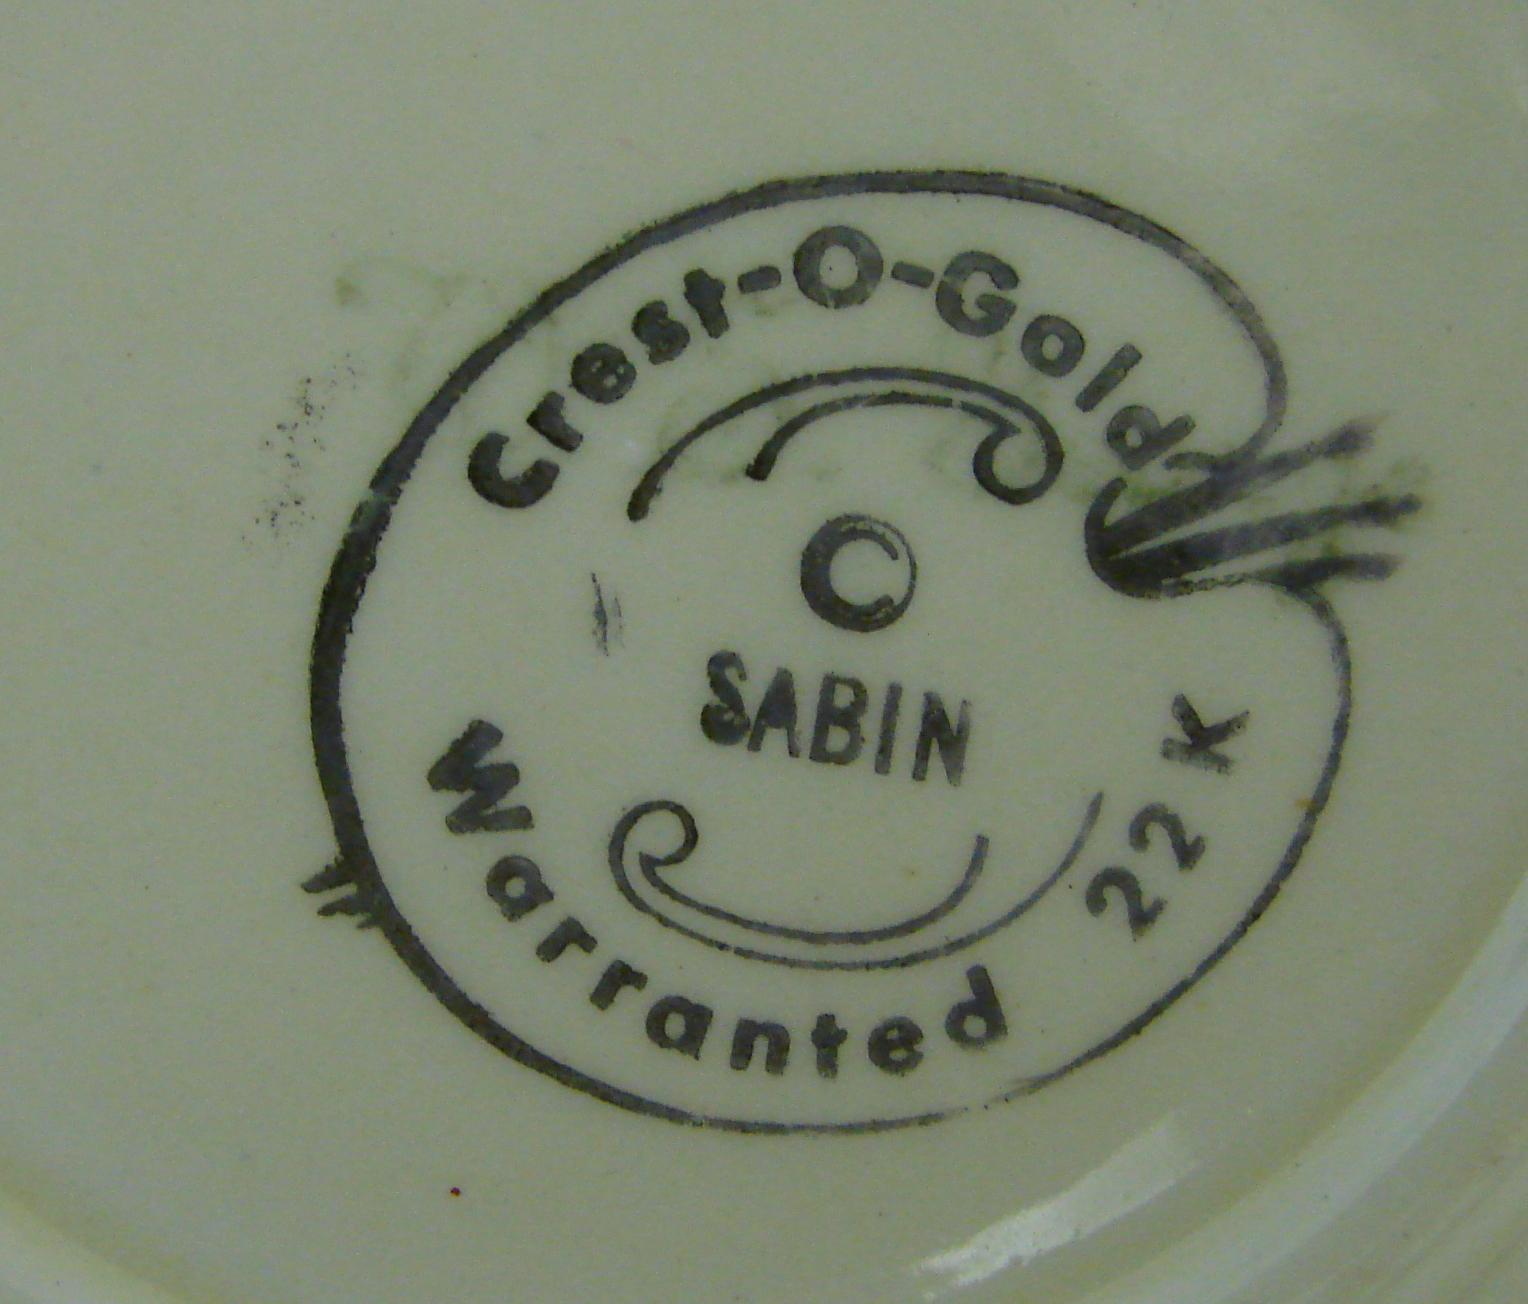 Crest-O-Gold
©
SABIN
Warranted 22 K